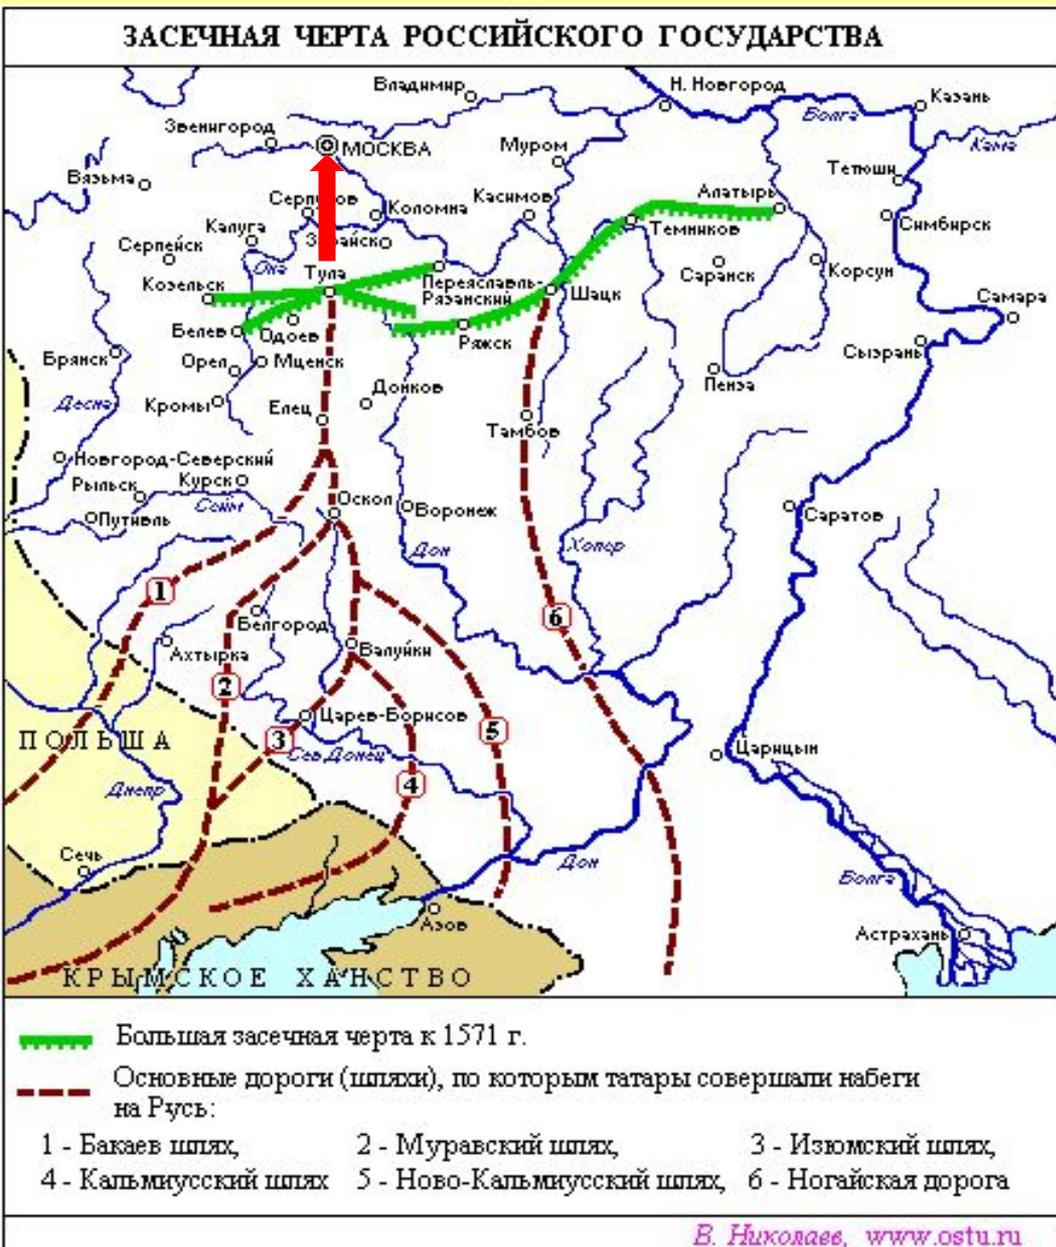 ЗАСЕЧНАЯ ЧЕРТА РОССИЙСКОГО ГОСУДАРСТВА
Владимир
Н. Новгород
Казань
Волга
Звенигород
МОСКВА
Муром
Кама
Вязьма
Тетюши
Серпухов
Коломна
Касимов
Алатырь
Калуга
Зарайск
Темников
Симбирск
Серпейск
Ока
Тула
Саранск
Корсун
Козельск
Переяславль-
Рязанский
Шацк
Самара
Белев
Одоев
Ряжск
Сызрань
Брянск
Орел
Мценск
Пенза
Десна
Кромы
Елец
Донков
Тамбов
Новгород-Северский
Рыльск
Курск
Сейм
Оскол
Воронеж
Саратов
Путивль
Дон
Хопер
1
6
Белгород
Ахтырка
Валуйки
2
Царев-Борисов
5
ПОЛЬША
3
Сев Донец
Царицын
4
Днепр
Сечь
Дон
Волга
Азов
Астрахань
КРЫМСКОЕ ХАНСТВО
Большая засечная черта к 1571 г.
Основные дороги (шляхи), по которым татары совершали набеги
на Русь:
1 - Бакаев шлях, 2 - Муравский шлях, 3 - Изюмский шлях,
4 - Кальмиусский шлях 5 - Ново-Кальмиусский шлях, 6 - Ногайская дорога
В. Николаев, www.ostu.ru